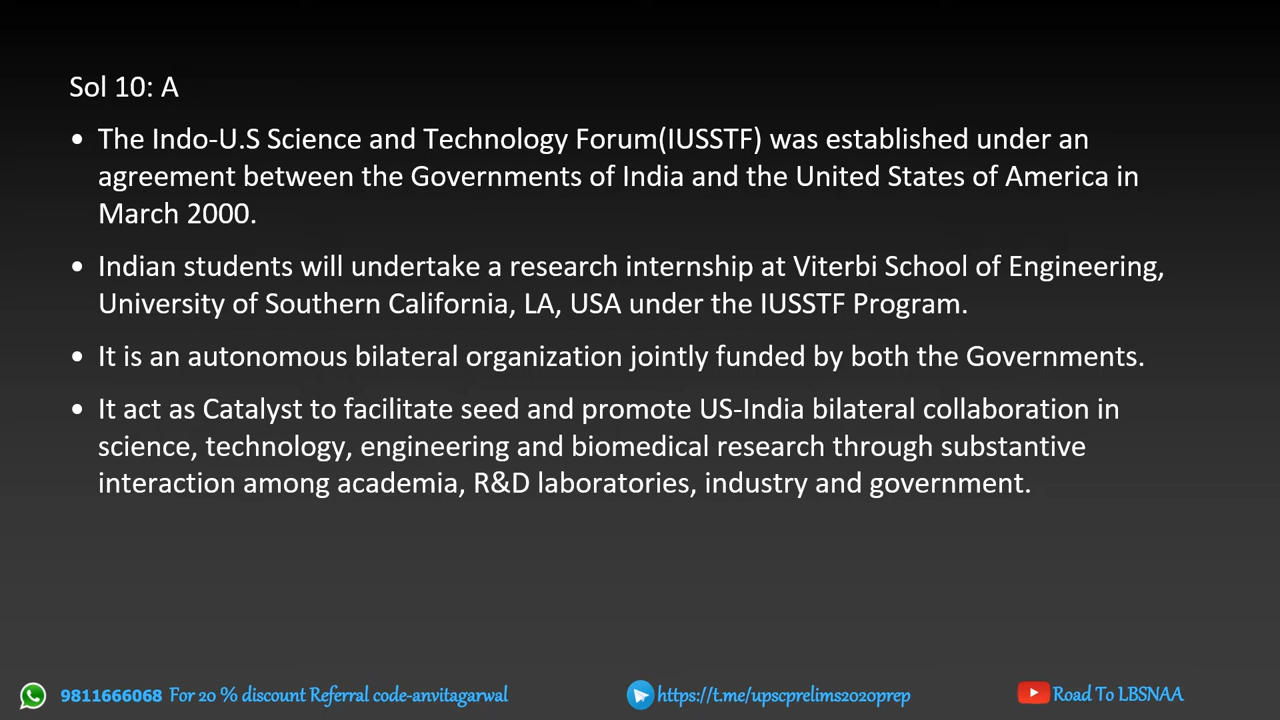 Sol 10: A
• The Indo-U.S Science and Technology Forum(IUSSTF) was established under an
agreement between the Governments of India and the United States of America in
March 2000.
• Indian students will undertake a research internship at Viterbi School of Engineering,
University of Southern California, LA, USA under the IUSSTF Program.
• It is an autonomous bilateral organization jointly funded by both the Governments.
• It act as Catalyst to facilitate seed and promote US-India bilateral collaboration in
science, technology, engineering and biomedical research through substantive
interaction among academia, R&D laboratories, industry and government.
9811666068 For 20 % discount Referral code-anvitagarwal https://t.me/upscprelims2020prep Road To LBSNAA